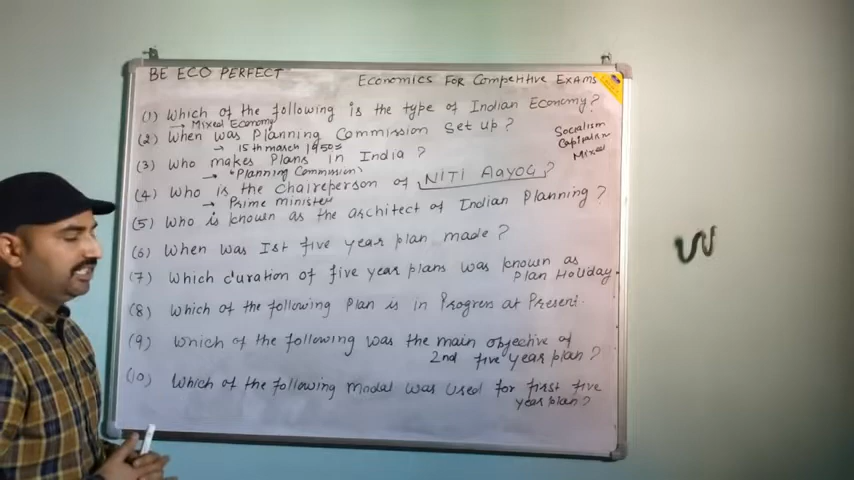 BE ECO PERFECT
Economics For Competitive Exams
(1) Which of the following is the type of Indian Economy?
→ Mixed Economy
(2) When was Planning Commission Set up?
→ 15th march 1950s
Socialism
Capitalism
Mixed
(3) Who makes Plans in India?
→ "Planning Commission)
(4) Who is the Chaireperson of NITI Aayog?
→ Prime minister
(5) Who is known as the architect of Indian Planning?
(6) When was Ist five year plan made?
(7) Which duration of five year plans was known as
Plan Holiday.
(8) Which of the following Plan is in Progress at Present.
(9) Which of the following was the main objective of
2nd five year plan?
(10) Which of the following modal was used for first five
year plan?